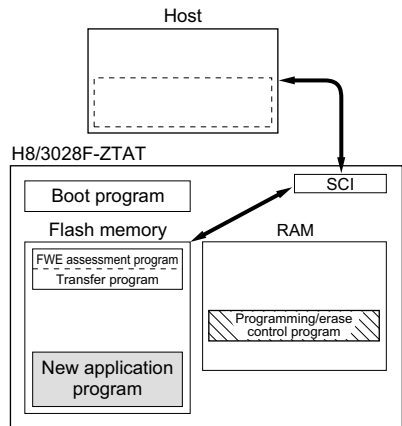 Host
H8/3028F-ZTAT
Boot program
SCI
Flash memory
RAM
FWE assessment program
Transfer program
Programming/erase
control program
New application
program